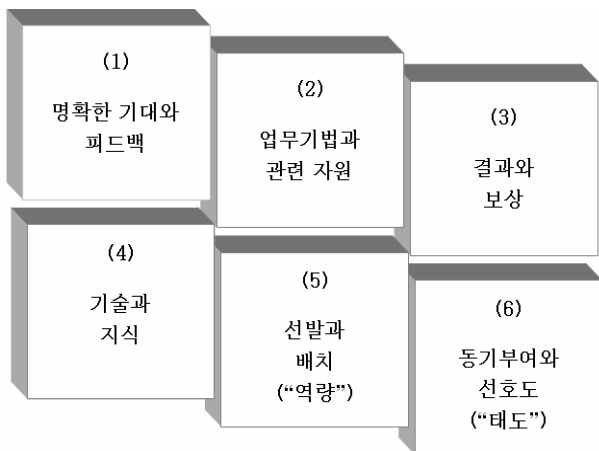 (1)
명확한 기대와
피드백
(2)
업무기법과
관련 자원
(3)
결과와
보상
(4)
기술과
지식
(5)
선발과
배치
(“역량”)
(6)
동기부여와
선호도
(“태도”)